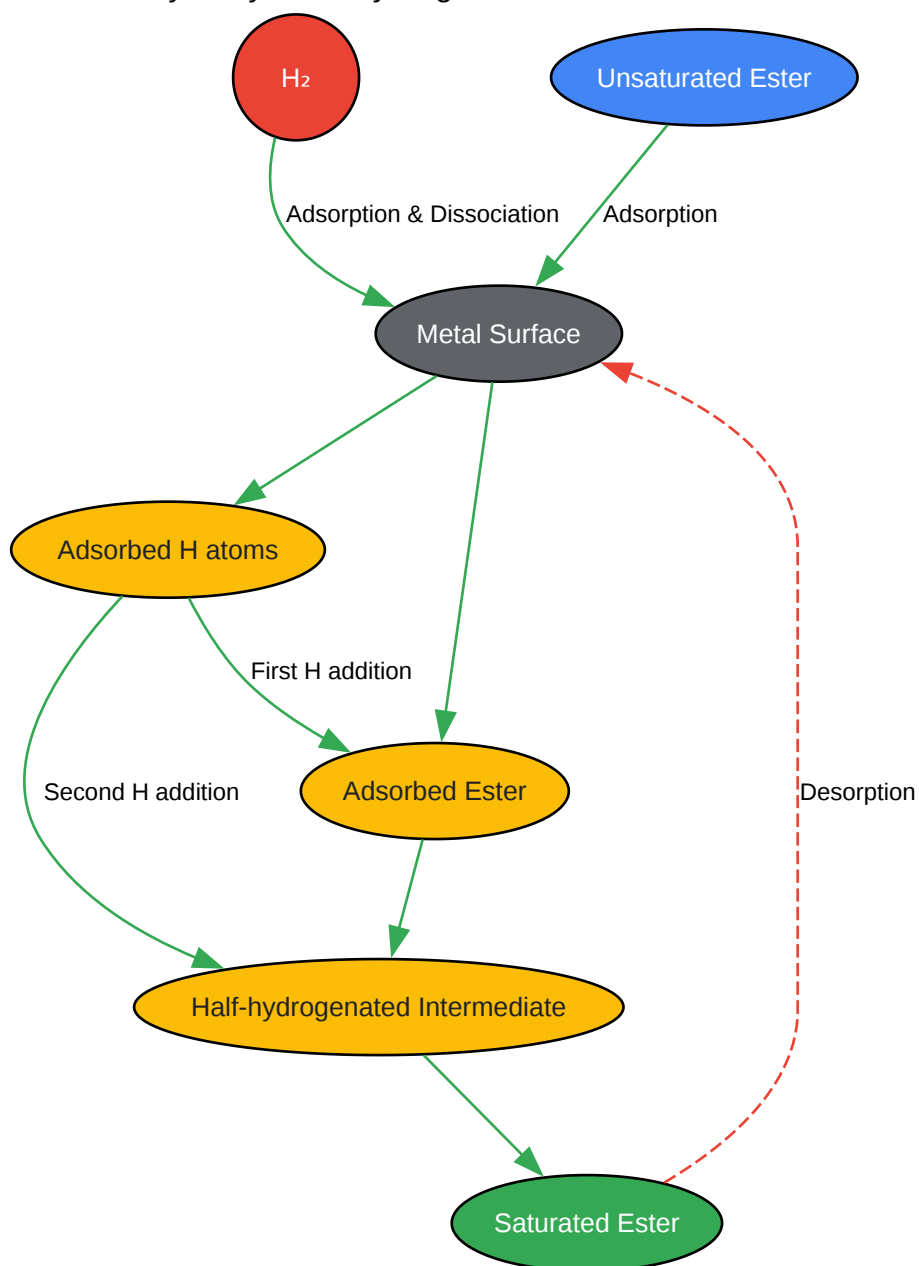 H₂
Unsaturated Ester
Adsorption & Dissociation
Adsorption
Metal Surface
Adsorbed H atoms
First H addition
Second H addition
Adsorbed Ester
Desorption
Half-hydrogenated Intermediate
Saturated Ester